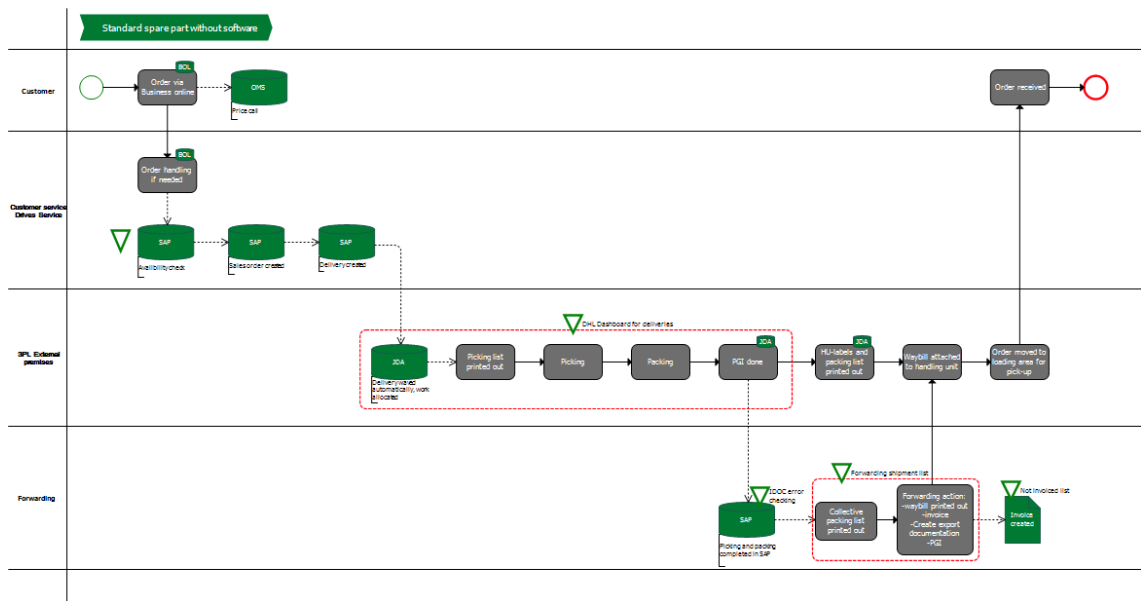 Standard spare part without software
Customer
BOL
Order via
Business online
OMS
Price call
Order received
Customer service
Drives Service
BOL
Order handling
if needed
SAP
Availibility check
SAP
Sales order created
SAP
Delivery created
3PL External
premises
DHL Dashboard for deliveries
JDA
Delivery waved
automatically, work
allocated
Picking list
printed out
Picking
Packing
JDA
PGI done
JDA
HU-labels and
packing list
printed out
Waybill attached
to handling unit
Order moved to
loading area for
pick-up
Forwarding
IDOC error
checking
SAP
Picking and packing
completed in SAP
Forwarding shipment list
Collective
packing list
printed out
Forwarding action:
-waybill printed out
-invoice
-Create export
documentation
-PGI
Not invoiced list
Invoice
created